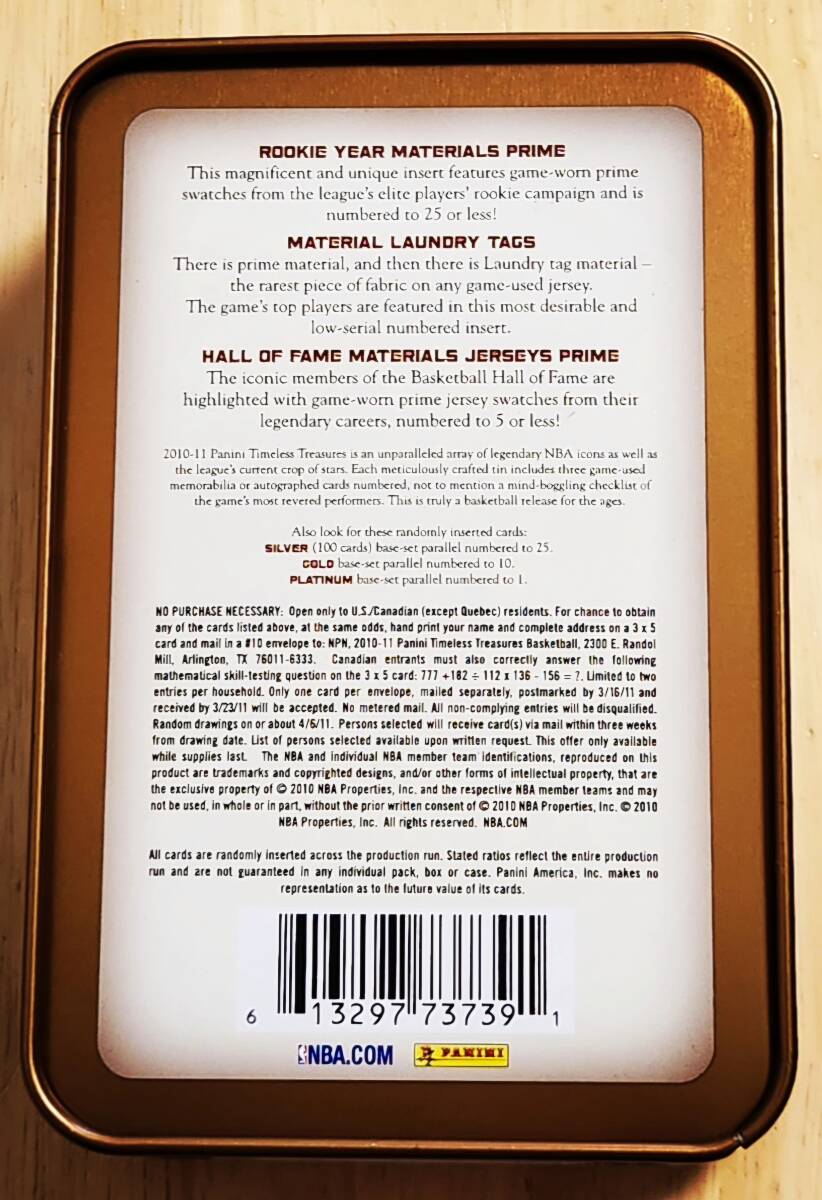 ROOKIE YEAR MATERIALS PRIME
This magnificent and unique insert features game-worn prime
swatches from the league's elite players' rookie campaign and is
numbered to 25 or less!
MATERIAL LAUNDRY TAGS
There is prime material, and then there is Laundry tag material –
the rarest piece of fabric on any game-used jersey.
The game's top players are featured in this most desirable and
low-serial numbered insert.
HALL OF FAME MATERIALS JERSEYS PRIME
The iconic members of the Basketball Hall of Fame are
highlighted with game-worn prime jersey swatches from their
legendary careers, numbered to 5 or less!
2010-11 Panini Timeless Treasures is an unparalleled array of legendary NBA icons as well as
the league's current crop of stars. Each meticulously crafted tin includes three game-used
memorabilia or autographed cards numbered, not to mention a mind-boggling checklist of
the game's most revered performers. This is truly a basketball release for the ages.
Also look for these randomly inserted cards:
SILVER (100 cards) base-set parallel numbered to 25.
GOLD base-set parallel numbered to 10.
PLATINUM base-set parallel numbered to 1.
NO PURCHASE NECESSARY: Open only to U.S./Canadian (except Quebec) residents. For chance to obtain
any of the cards listed above, at the same odds, hand print your name and complete address on a 3 x 5
card and mail in a #10 envelope to: NPN, 2010-11 Panini Timeless Treasures Basketball, 2300 E. Randol
Mill, Arlington, TX 76011-6333. Canadian entrants must also correctly answer the following
mathematical skill-testing question on the 3 x 5 card: 777 +182 ÷ 112 x 136 - 156 = ?. Limited to two
entries per household. Only one card per envelope, mailed separately, postmarked by 3/16/11 and
received by 3/23/11 will be accepted. No metered mail. All non-complying entries will be disqualified.
Random drawings on or about 4/6/11. Persons selected will receive card(s) via mail within three weeks
from drawing date. List of persons selected available upon written request. This offer only available
while supplies last. The NBA and individual NBA member team identifications, reproduced on this
product are trademarks and copyrighted designs, and/or other forms of intellectual property, that are
the exclusive property of © 2010 NBA Properties, Inc. and the respective NBA member teams and may
not be used, in whole or in part, without the prior written consent of © 2010 NBA Properties, Inc. © 2010
NBA Properties, Inc. All rights reserved. NBA.COM
All cards are randomly inserted across the production run. Stated ratios reflect the entire production
run and are not guaranteed in any individual pack, box or case. Panini America, Inc. makes no
representation as to the future value of its cards.
6 13297 73739 1
NBA.COM PANINI